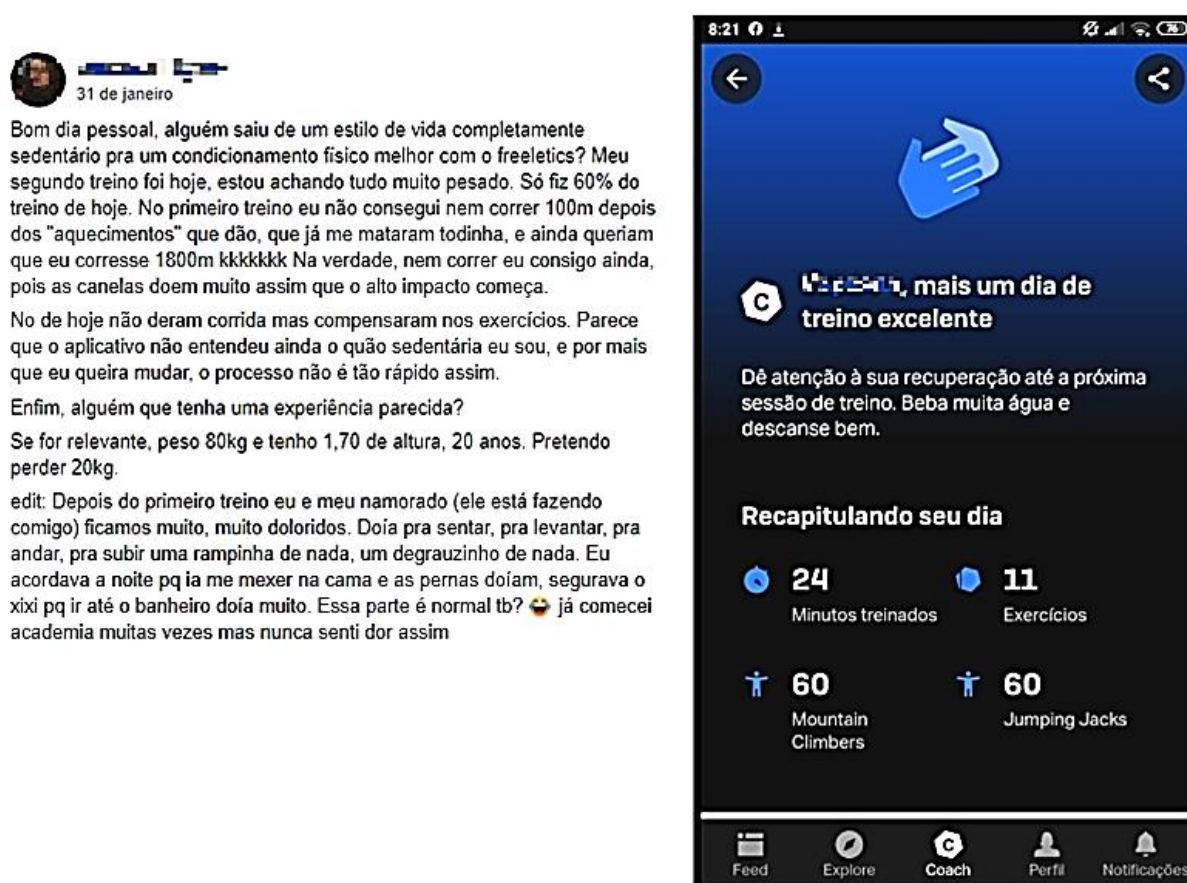 31 de janeiro
Bom dia pessoal, alguém saiu de um estilo de vida completamente
sedentário pra um condicionamento físico melhor com o freeletics? Meu
segundo treino foi hoje, estou achando tudo muito pesado. Só fiz 60% do
treino de hoje. No primeiro treino eu não consegui nem correr 100m depois
dos "aquecimentos" que dão, que já me mataram todinha, e ainda queriam
que eu corresse 1800m kkkkkkk Na verdade, nem correr eu consigo ainda,
pois as canelas doem muito assim que o alto impacto começa.
No de hoje não deram corrida mas compensaram nos exercícios. Parece
que o aplicativo não entendeu ainda o quão sedentária eu sou, e por mais
que eu queira mudar, o processo não é tão rápido assim.
Enfim, alguém que tenha uma experiência parecida?
Se for relevante, peso 80kg e tenho 1,70 de altura, 20 anos. Pretendo
perder 20kg.
edit: Depois do primeiro treino eu e meu namorado (ele está fazendo
comigo) ficamos muito, muito doloridos. Doía pra sentar, pra levantar, pra
andar, pra subir uma rampinha de nada, um degrauzinho de nada. Eu
acordava a noite pq ia me mexer na cama e as pernas doíam, segurava o
xixi pq ir até o banheiro doía muito. Essa parte é normal tb? 😂 já comecei
academia muitas vezes mas nunca senti dor assim
8:21
76
C
, mais um dia de
treino excelente
Dê atenção à sua recuperação até a próxima
sessão de treino. Beba muita água e
descanse bem.
Recapitulando seu dia
24
Minutos treinados
11
Exercícios
60
Mountain
Climbers
60
Jumping Jacks
Feed
Explore
C
Coach
Perfil
Notificações